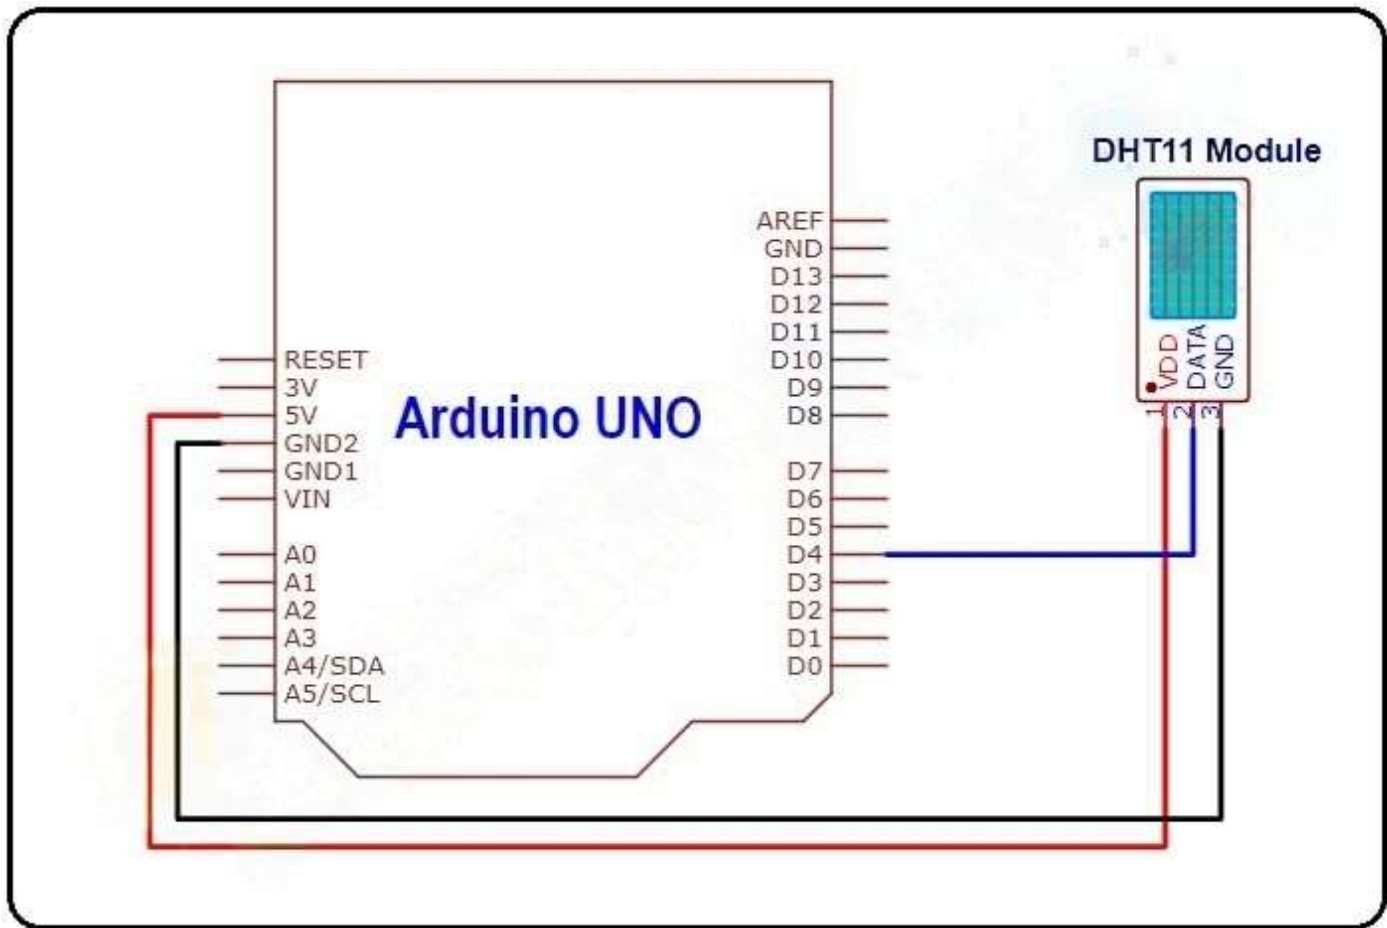 DHT11 Module
AREF
GND
D13
D12
D11
D10
D9
D8
D7
D6
D5
D4
D3
D2
D1
D0
RESET
3V
5V
GND2
GND1
VIN
A0
A1
A2
A3
A4/SDA
A5/SCL
Arduino UNO
VDD
DATA
GND
1
2
3